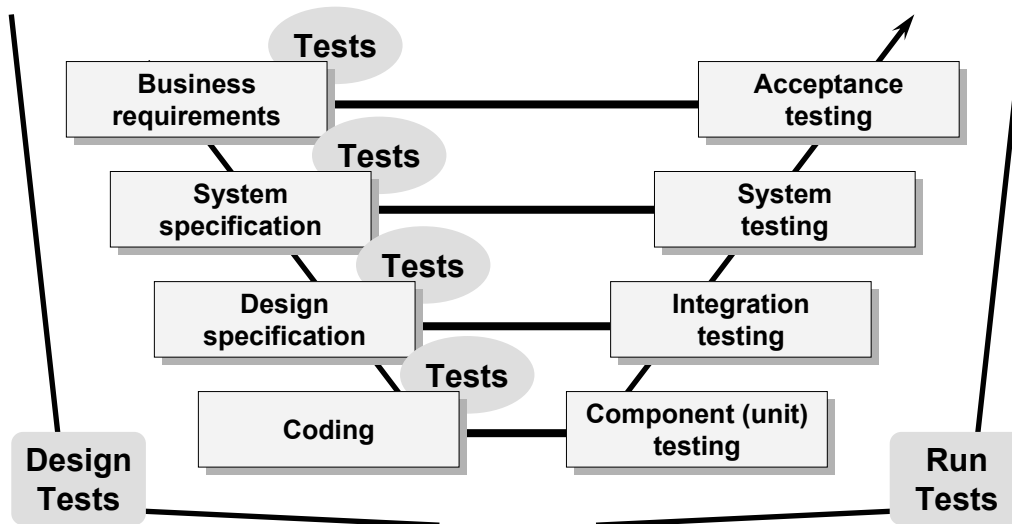 Tests
Business
requirements
Acceptance
testing
Tests
System
specification
System
testing
Tests
Design
specification
Integration
testing
Tests
Coding
Component (unit)
testing
Design
Tests
Run
Tests